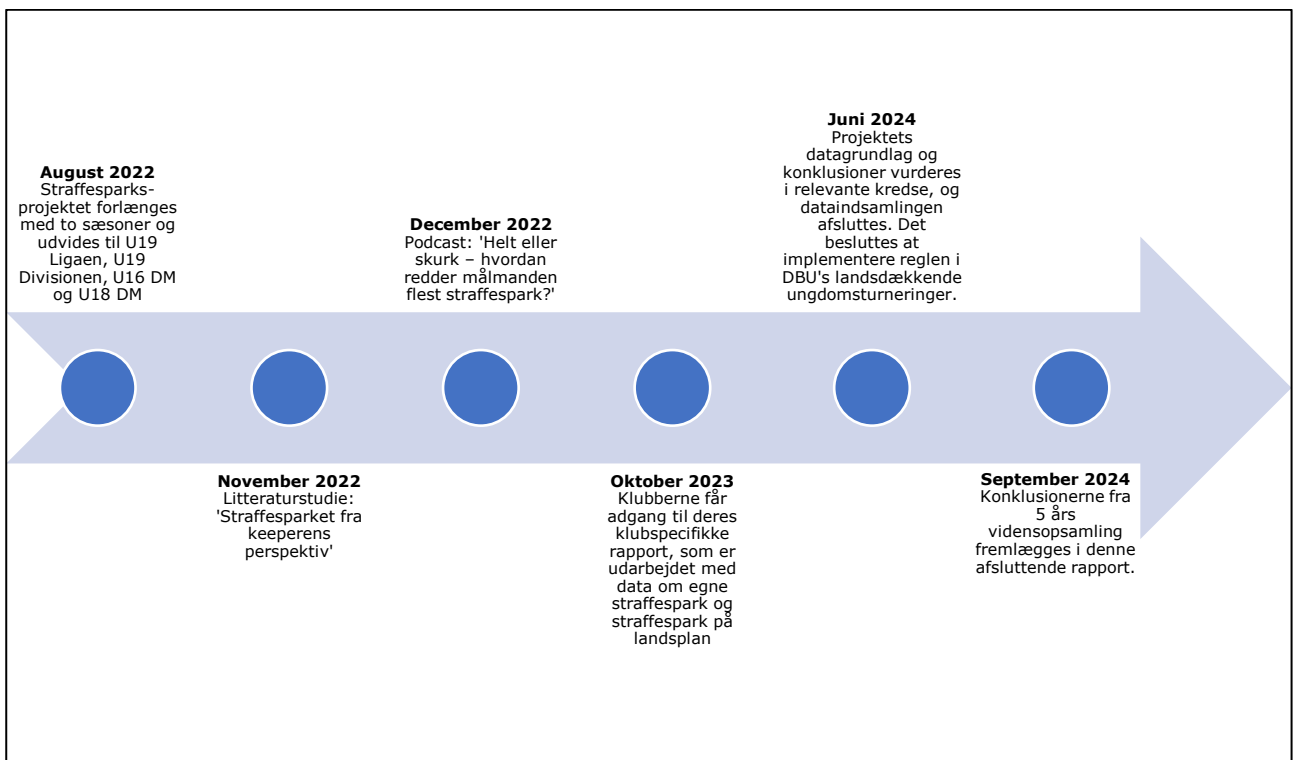 August 2022
Straffesparks-
projektet forlænges
med to sæsoner og
udvides til U19
Ligaen, U19
Divisionen, U16 DM
og U18 DM
November 2022
Litteraturstudie:
'Straffesparket fra
keeperens
perspektiv'
December 2022
Podcast: 'Helt eller
skurk – hvordan
redder målmanden
flest straffespark?'
Oktober 2023
Klubberne får
adgang til deres
klubspecifikke
rapport, som er
udarbejdet med
data om egne
straffespark og
straffespark på
landsplan
Juni 2024
Projektets
datagrundlag og
konklusioner vurderes
i relevante kredse, og
dataindsamlingen
afsluttes. Det
besluttes at
implementere reglen i
DBU's landsdækkende
ungdomsturneringer.
September 2024
Konklusionerne fra
5 års
vidensopsamling
fremlægges i denne
afsluttende rapport.